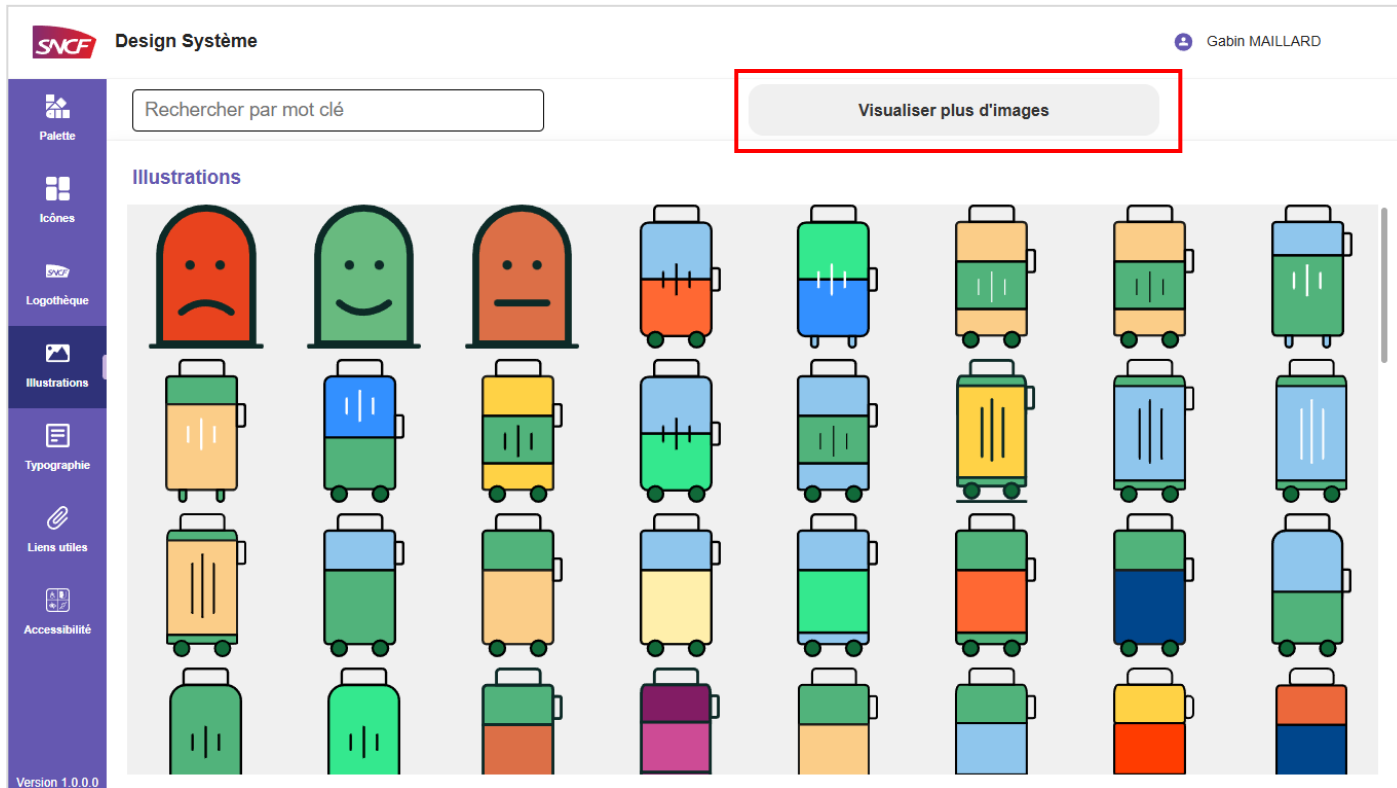 SNCF
Design Système
Gabin MAILLARD
Palette
Rechercher par mot clé
Visualiser plus d'images
Illustrations
Icônes
SNCF
Logothèque
Illustrations
Typographie
Liens utiles
Accessibilité
Version 1.0.0.0